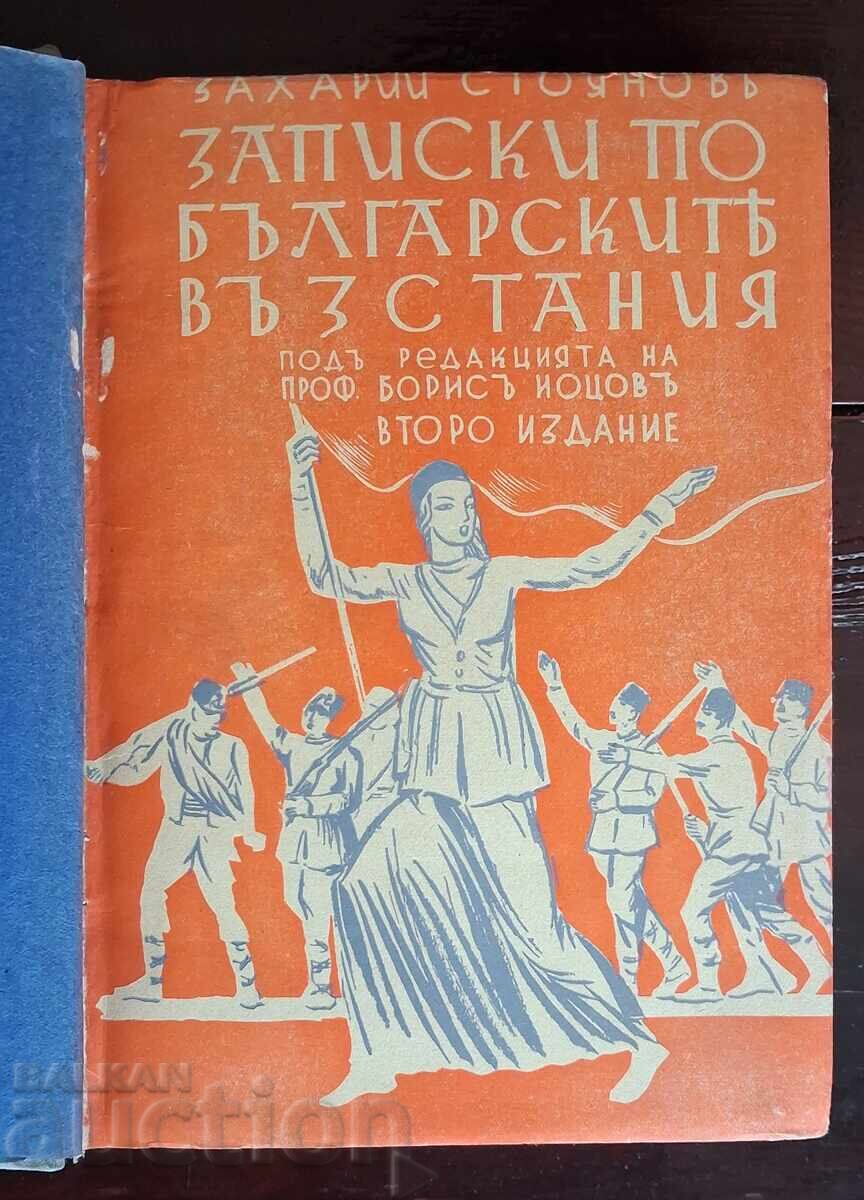 ЗАХАРИЙ СТОЯНОВЪ
ЗАПИСКИ ПО
БЪЛГАРСКИТѢ
ВЪЗСТАНИЯ
ПОДЪ РЕДАКЦИЯТА НА
ПРОФ. БОРИСЪ ЙОЦОВЪ
ВТОРО ИЗДАНИЕ
BALKAN
auction